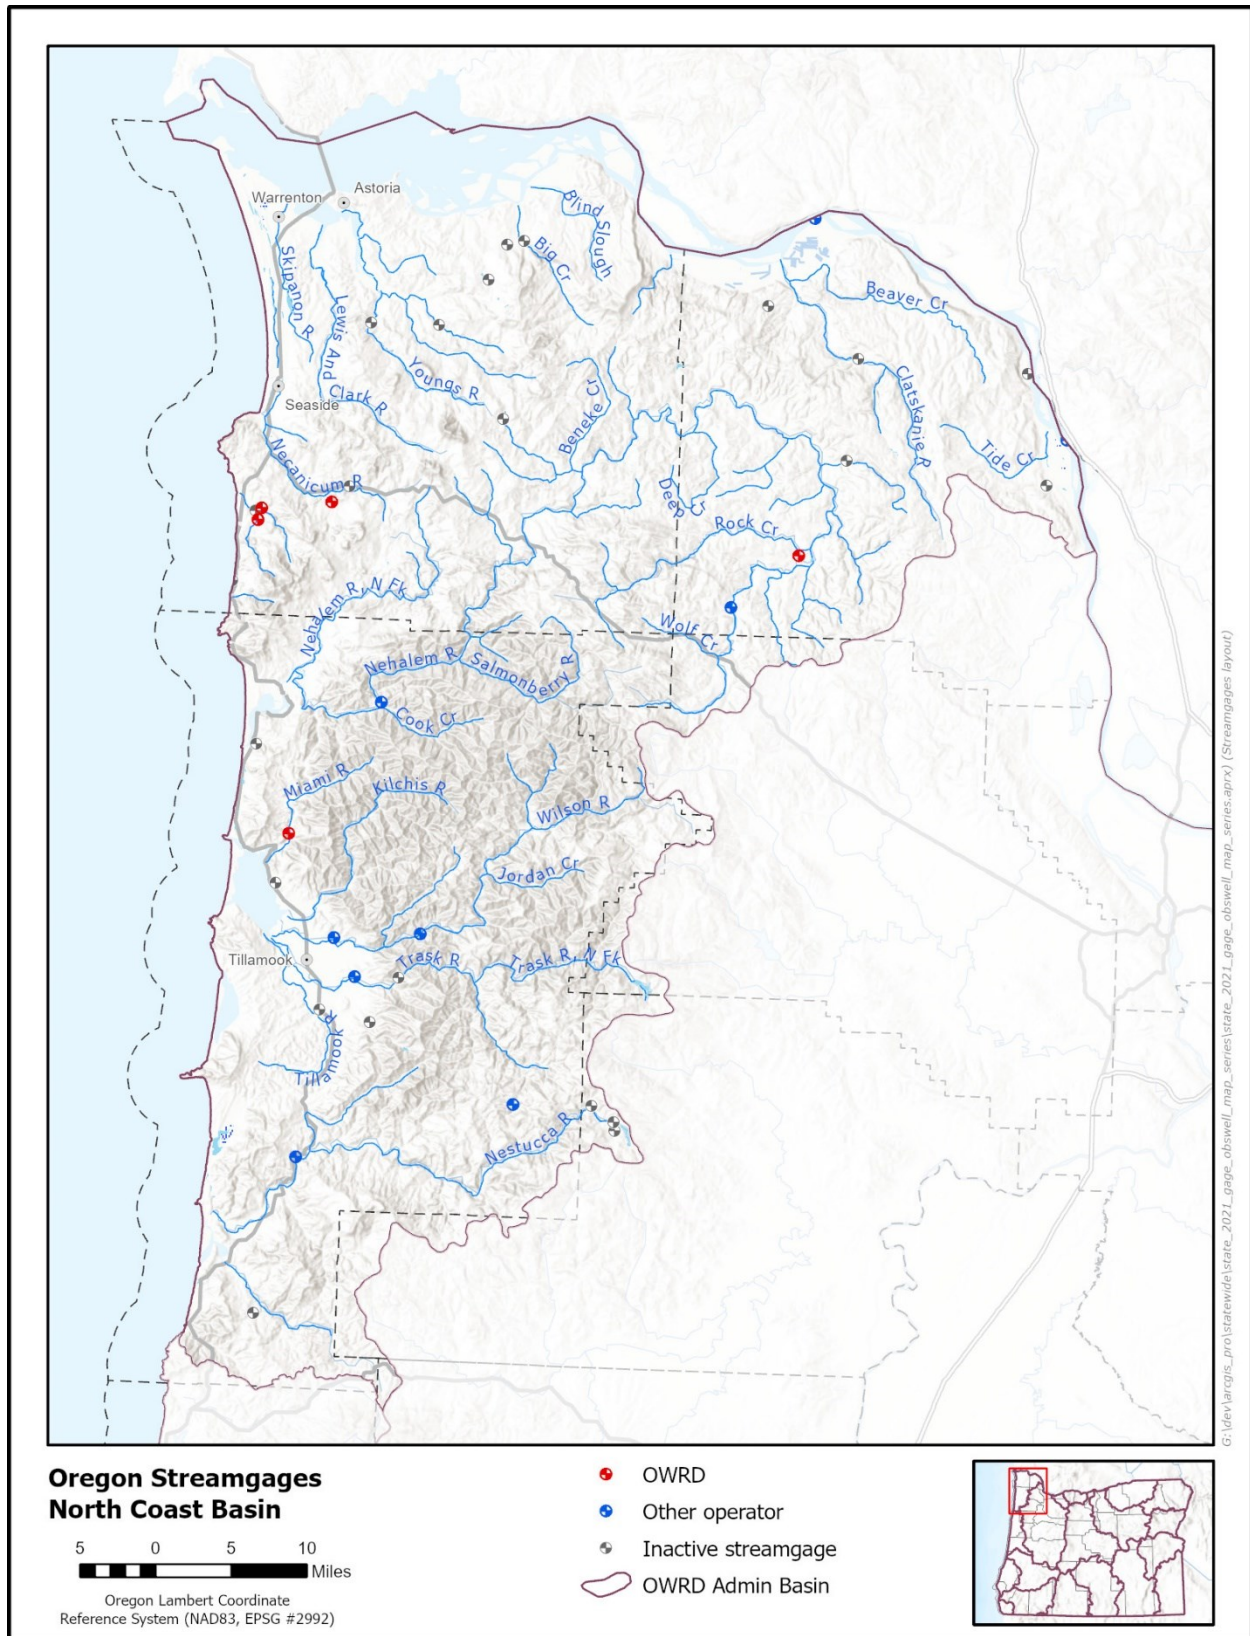 Astoria
Warrenton
Blind Slough
Big Cr
Skipanon R
Lewis And
Clark R
Beaver Cr
Youngs R
Beneke Cr
Clatskanie R
Seaside
Tide Cr
Necanicum R
Deep Cr
Rock Cr
Nehalem R, N Fk
Wolf Cr
Nehalem R
Salmonberry R
Cook Cr
Miami R
Kilchis R
Wilson R
Jordan Cr
Tillamook
Trask R
Trask R, N Fk
Tillamook R
Nestucca R
G:\dev\arcgis_pro\statewide\state_2021_gage_obswell_map_series\state_2021_gage_obswell_map_series.aprx) (Streamgages layout)
Oregon Streamgages
North Coast Basin
5 0 5 10
Miles
Oregon Lambert Coordinate
Reference System (NAD83, EPSG #2992)
OWRD
Other operator
Inactive streamgage
OWRD Admin Basin